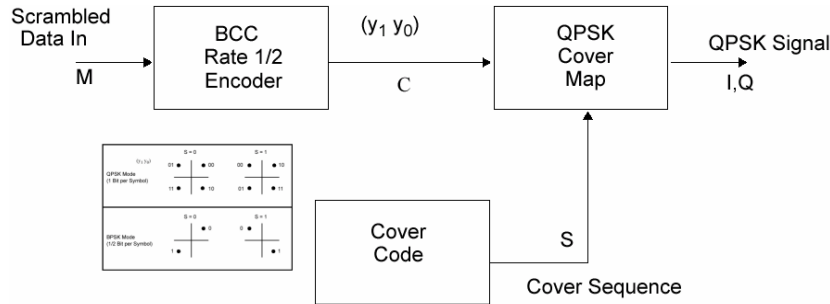 Scrambled
Data In
M
BCC
Rate 1/2
Encoder
(y1 y0)
C
QPSK
Cover
Map
QPSK Signal
I,Q
S = 0 S = 1
QPSK Mode
(1 Bit per Symbol)
01 00 00 10
11 10 01 11
S = 0 S = 1
BPSK Mode
(1/2 Bit per Symbol)
0 0
1 1
Cover
Code
S
Cover Sequence